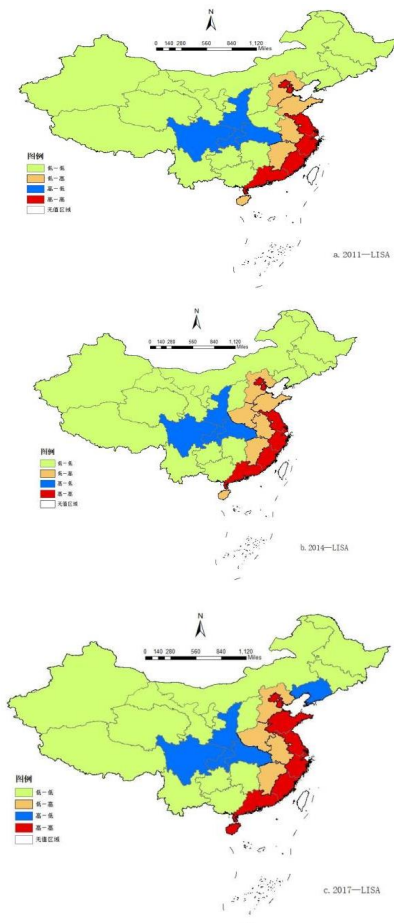 N
0 140 280 560 840 1,120
Miles
图例
低—低
低—高
高—低
高—高
无值区域
a. 2011—LISA
N
0 140 280 560 840 1,120
Miles
图例
低—低
低—高
高—低
高—高
无值区域
b. 2014—LISA
N
0 140 280 560 840 1,120
Miles
图例
低—低
低—高
高—低
高—高
无值区域
c. 2017—LISA